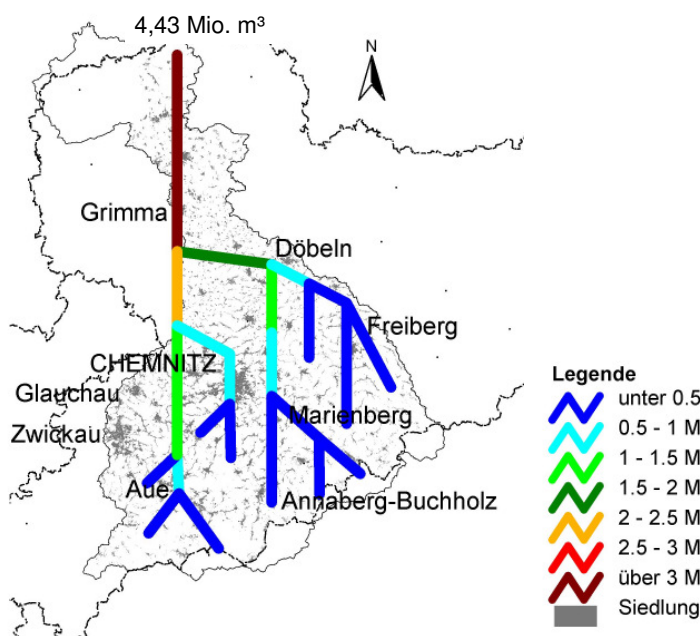 4,43 Mio. m³
N
Grimma
Döbeln
Freiberg
CHEMNITZ
Glauchau
Marienberg
Zwickau
Aue
Annaberg-Buchholz
Legende
unter 0.5
0.5 - 1 M
1 - 1.5 M
1.5 - 2 M
2 - 2.5 M
2.5 - 3 M
über 3 M
Siedlung